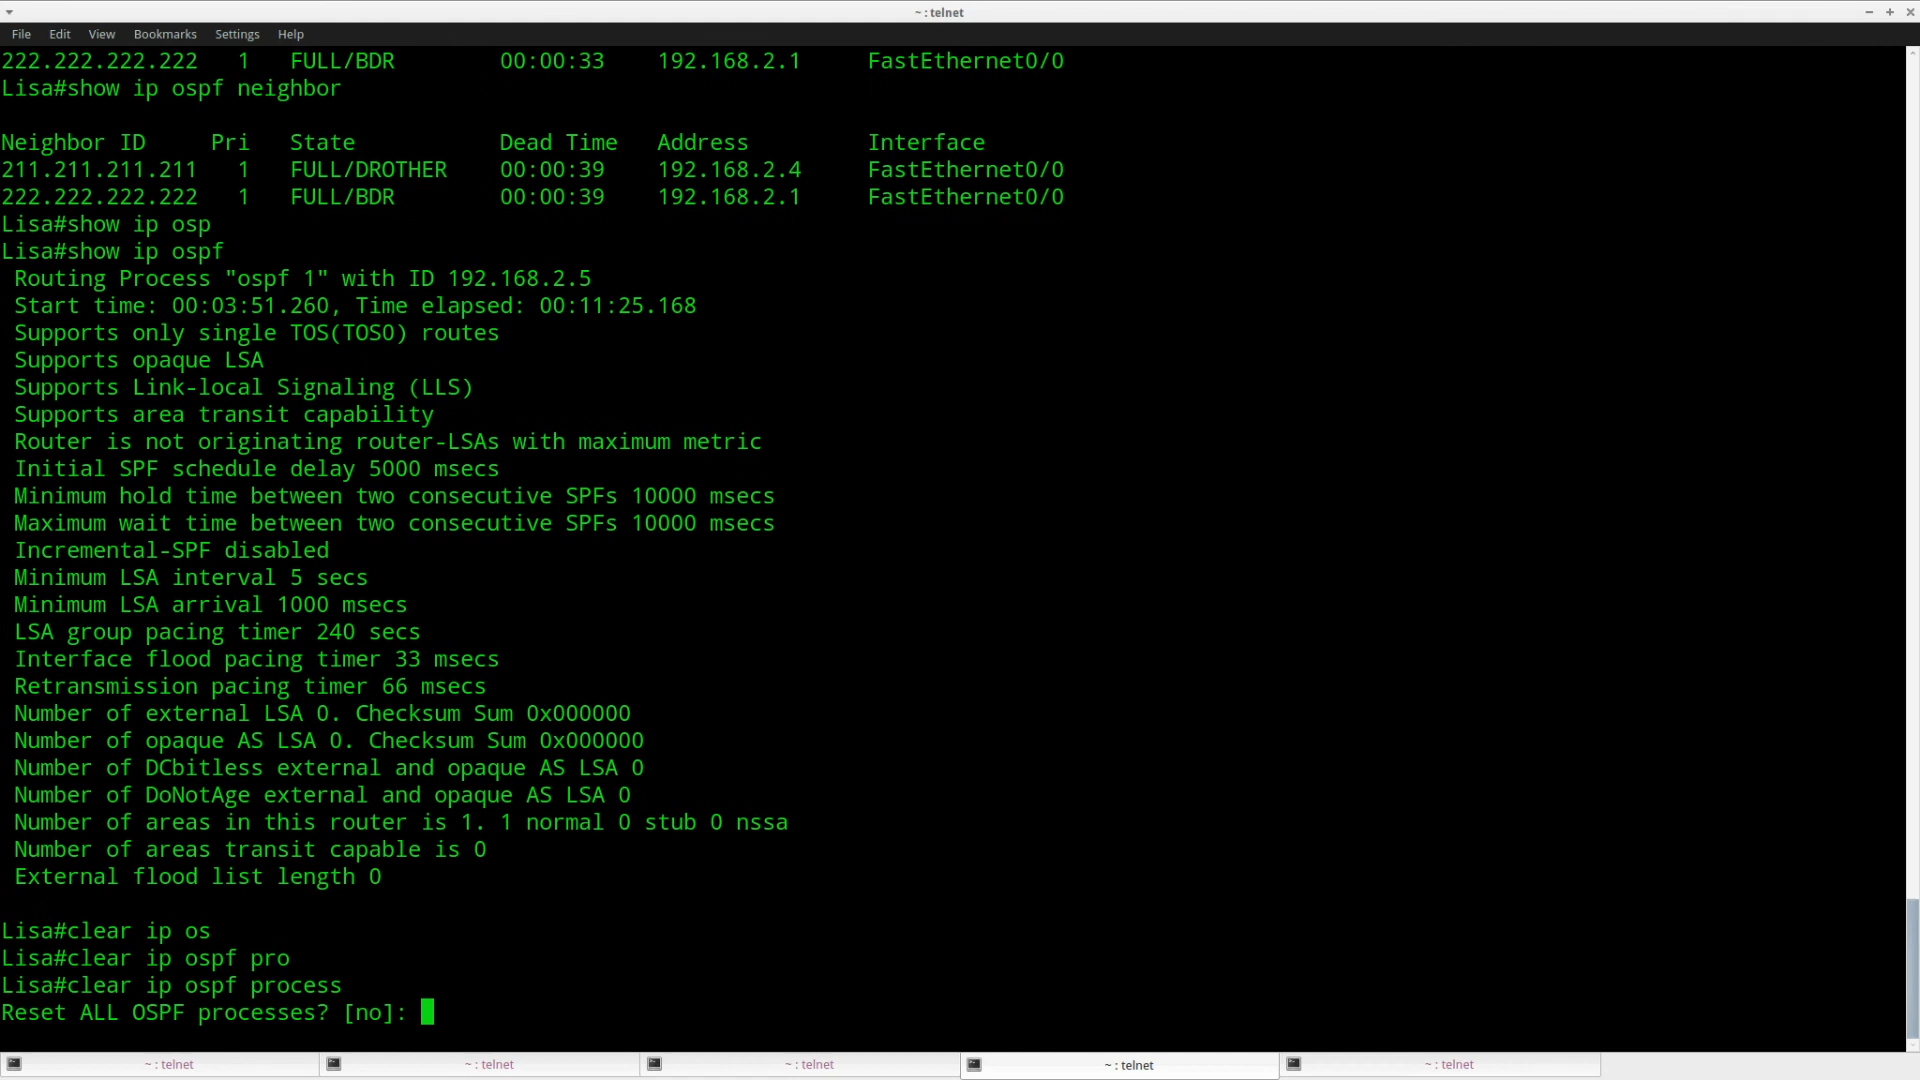 ~ : telnet
File Edit View Bookmarks Settings Help
222.222.222.222 1 FULL/BDR 00:00:33 192.168.2.1 FastEthernet0/0
Lisa#show ip ospf neighbor
Neighbor ID Pri State Dead Time Address Interface
211.211.211.211 1 FULL/DROTHER 00:00:39 192.168.2.4 FastEthernet0/0
222.222.222.222 1 FULL/BDR 00:00:39 192.168.2.1 FastEthernet0/0
Lisa#show ip osp
Lisa#show ip ospf
Routing Process "ospf 1" with ID 192.168.2.5
Start time: 00:03:51.260, Time elapsed: 00:11:25.168
Supports only single TOS(TOS0) routes
Supports opaque LSA
Supports Link-local Signaling (LLS)
Supports area transit capability
Router is not originating router-LSAs with maximum metric
Initial SPF schedule delay 5000 msecs
Minimum hold time between two consecutive SPFs 10000 msecs
Maximum wait time between two consecutive SPFs 10000 msecs
Incremental-SPF disabled
Minimum LSA interval 5 secs
Minimum LSA arrival 1000 msecs
LSA group pacing timer 240 secs
Interface flood pacing timer 33 msecs
Retransmission pacing timer 66 msecs
Number of external LSA 0. Checksum Sum 0x000000
Number of opaque AS LSA 0. Checksum Sum 0x000000
Number of DCbitless external and opaque AS LSA 0
Number of DoNotAge external and opaque AS LSA 0
Number of areas in this router is 1. 1 normal 0 stub 0 nssa
Number of areas transit capable is 0
External flood list length 0
Lisa#clear ip os
Lisa#clear ip ospf pro
Lisa#clear ip ospf process
Reset ALL OSPF processes? [no]:
~ : telnet ~ : telnet ~ : telnet ~ : telnet ~ : telnet